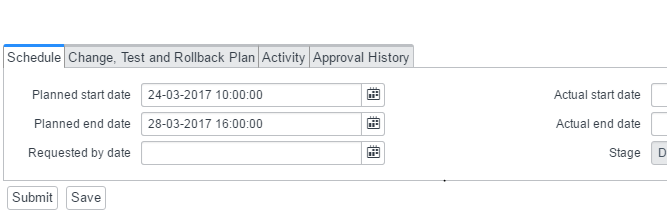 Schedule Change, Test and Rollback Plan Activity Approval History
Planned start date 24-03-2017 10:00:00 Actual start date
Planned end date 28-03-2017 16:00:00 Actual end date
Requested by date Stage D
Submit Save